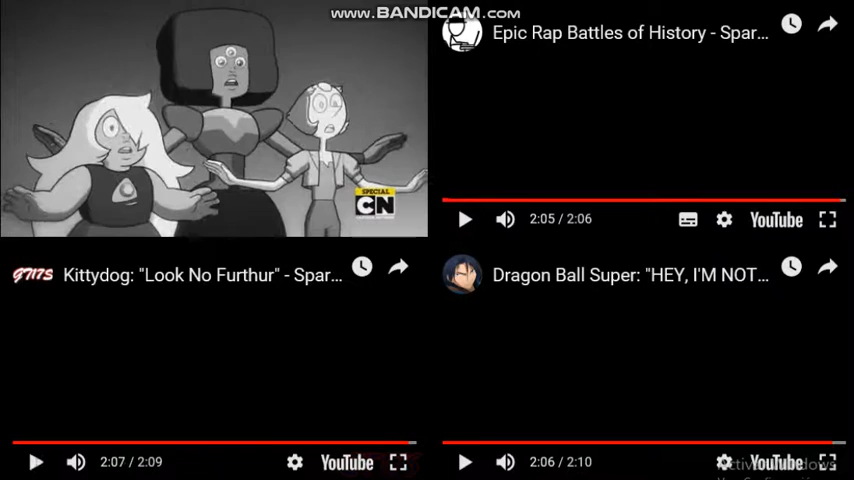 www.BANDICAM.com
SPECIAL
CN
Epic Rap Battles of History - Spar...
2:05 / 2:06
YouTube
GTI7S Kittydog: "Look No Furthur" - Spar...
2:07 / 2:09
YouTube
Dragon Ball Super: "HEY, I'M NOT...
2:06 / 2:10
YouTube